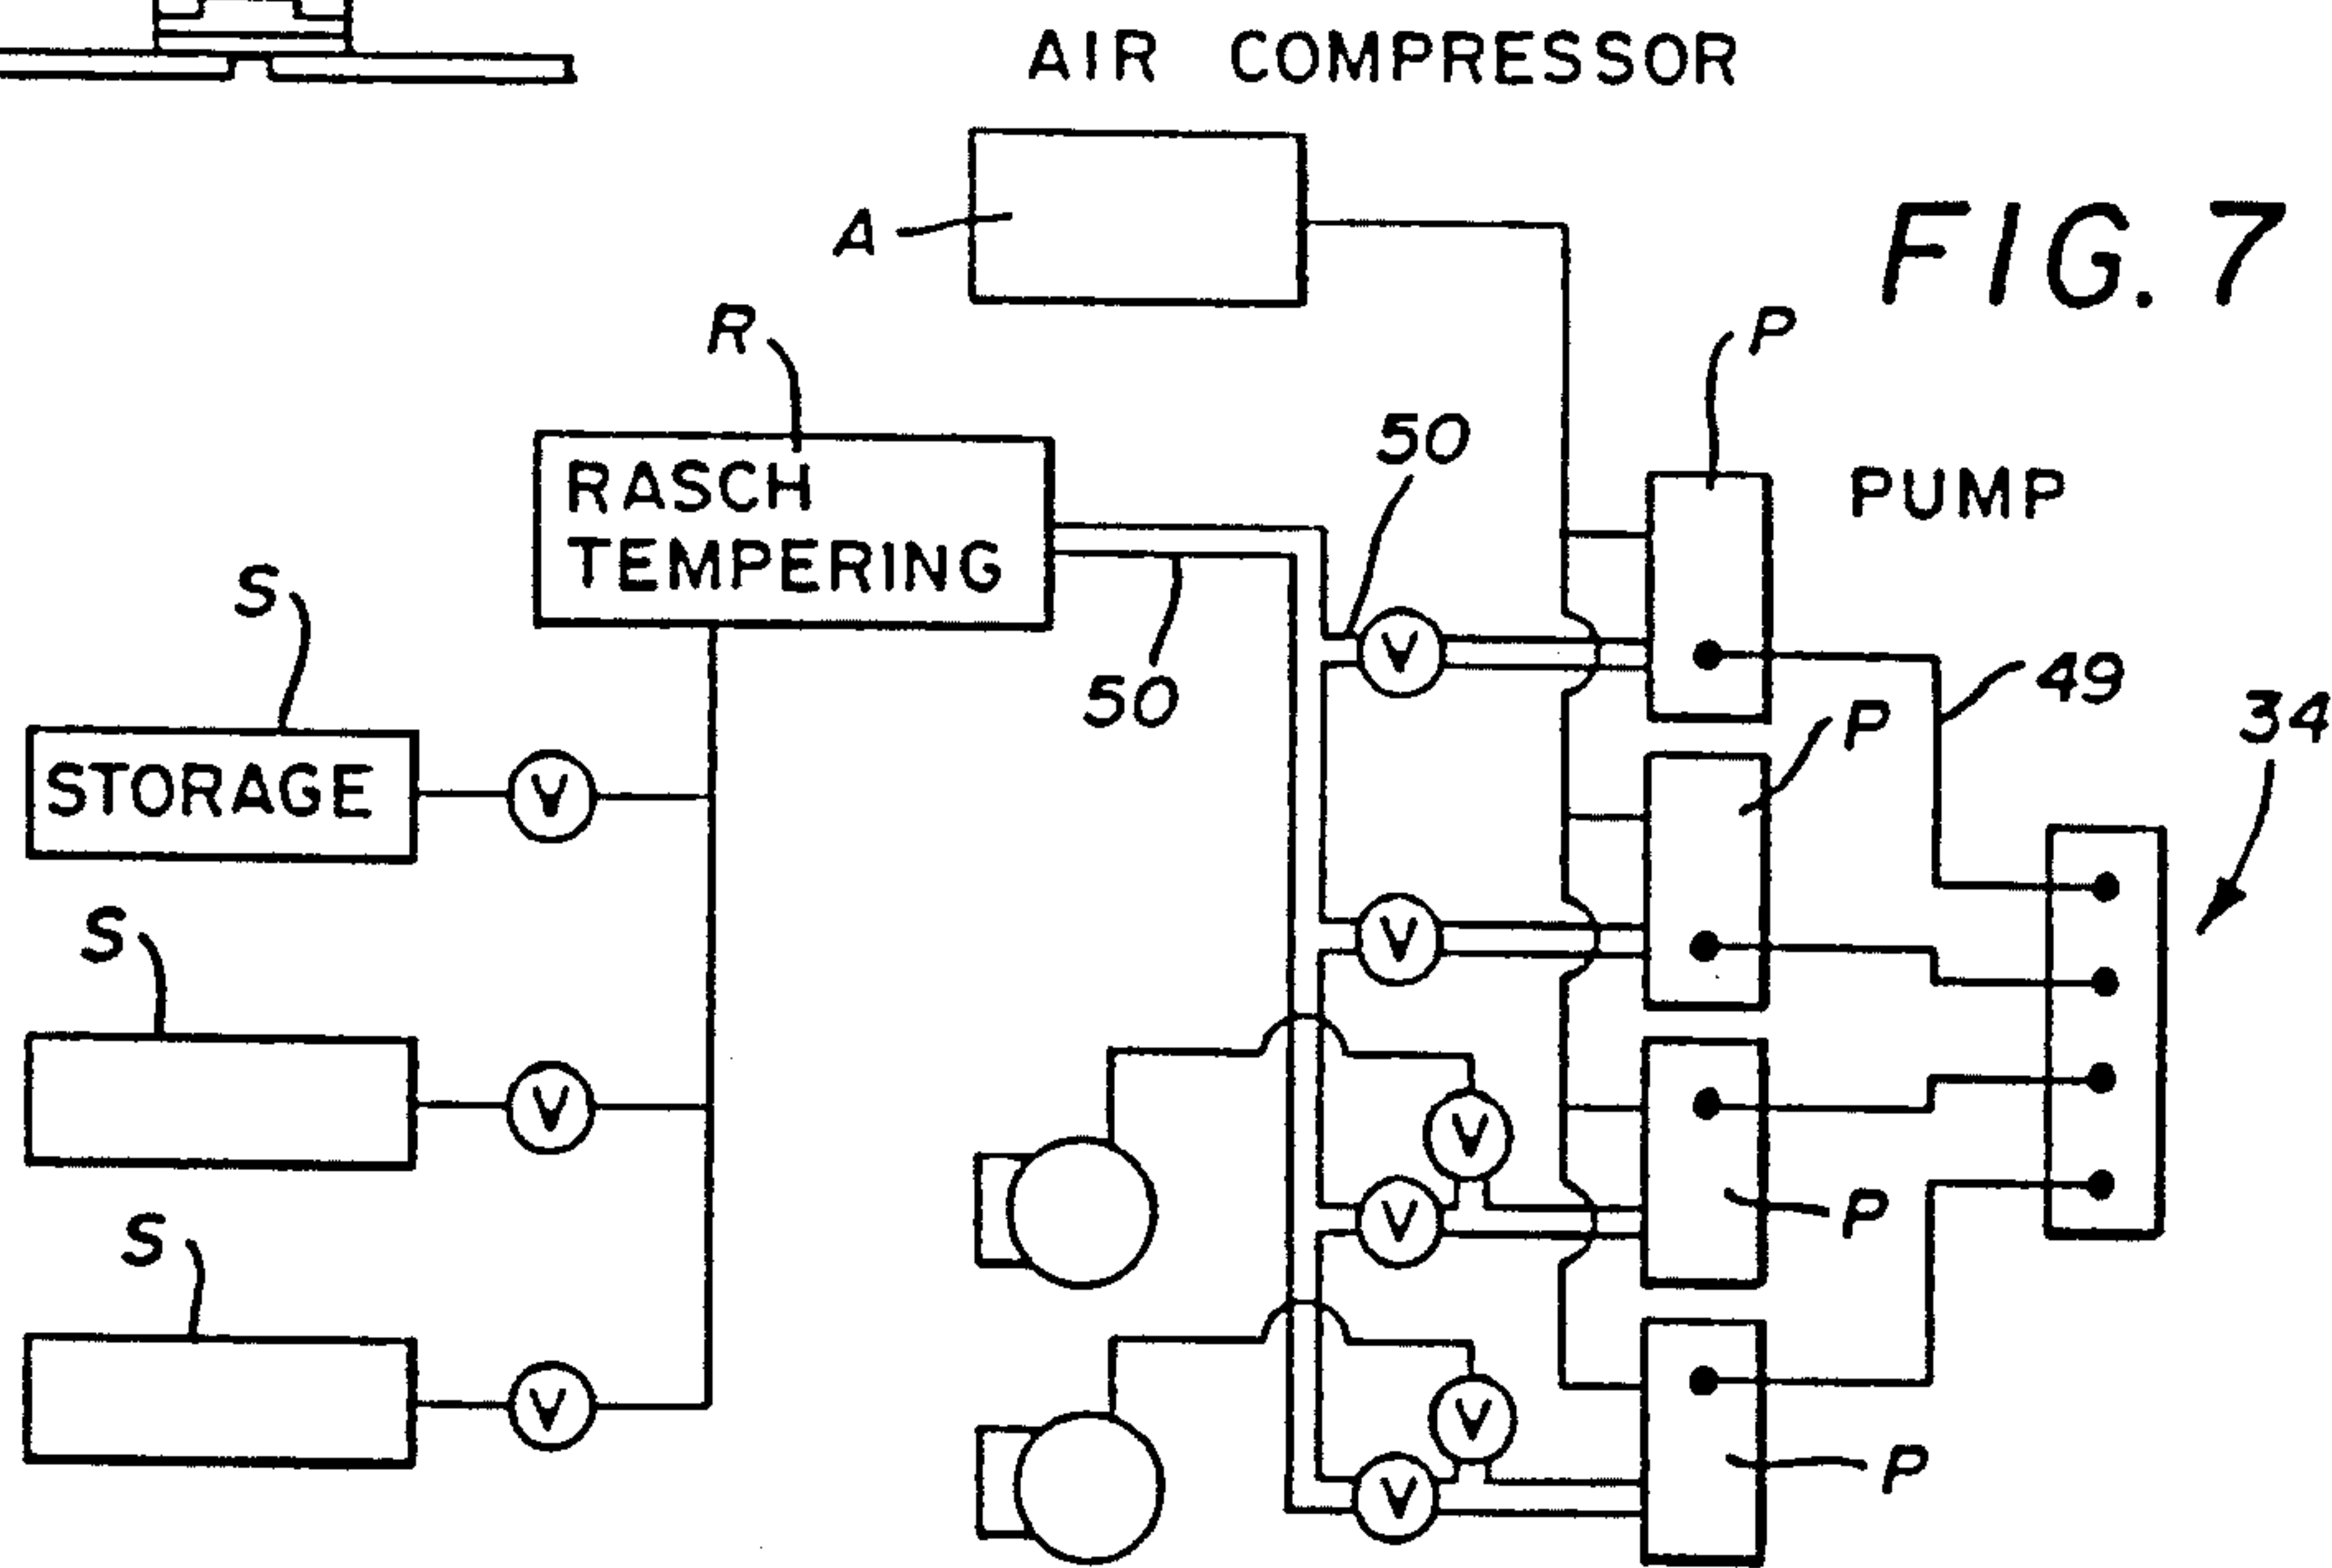 AIR COMPRESSOR
A
FIG. 7
R
P
50
RASCH
TEMPERING
PUMP
S
V
50
49
34
P
STORAGE
V
S
V
V
V
V
P
S
V
V
P
V